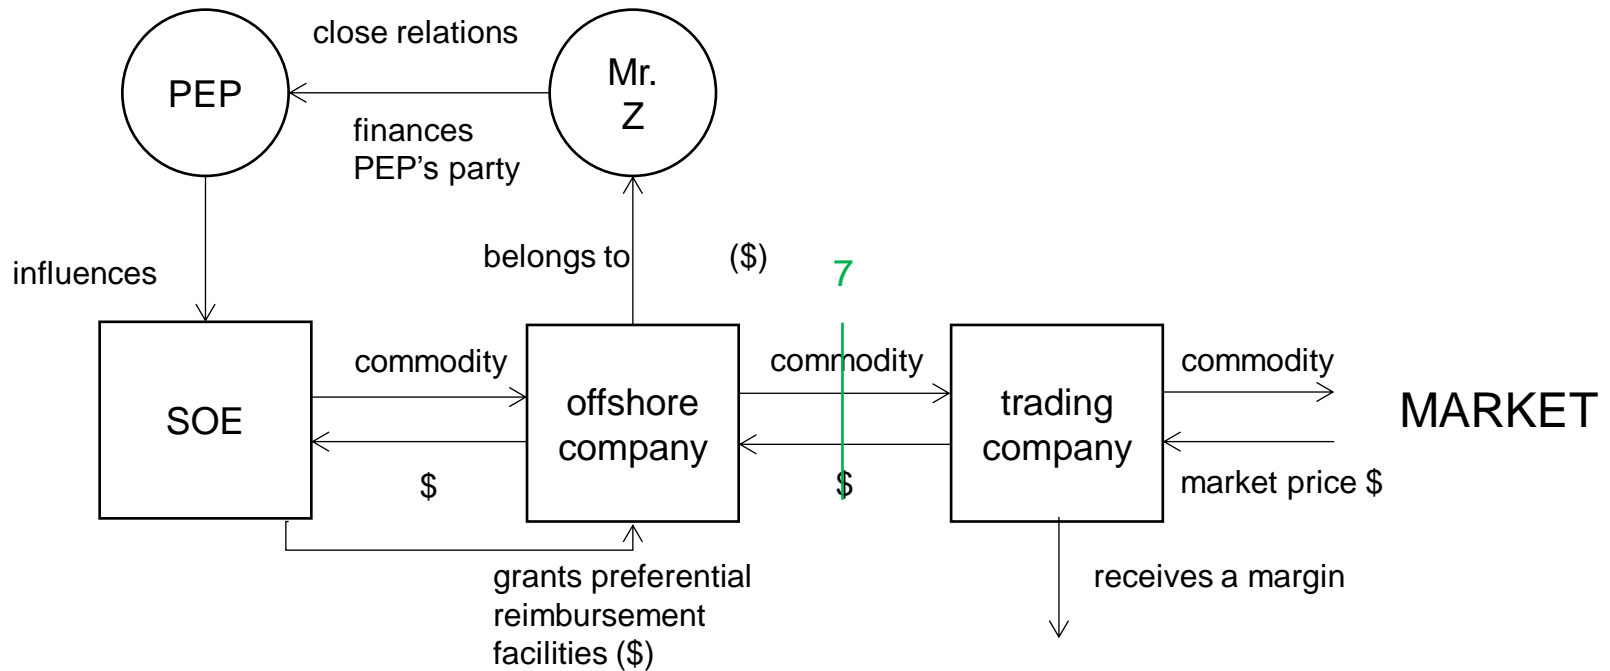 close relations
PEP
Mr.
Z
finances
PEP’s party
influences
belongs to
($)
7
commodity
commodity
commodity
SOE
offshore
company
trading
company
MARKET
$
$
market price $
grants preferential
reimbursement
facilities ($)
receives a margin